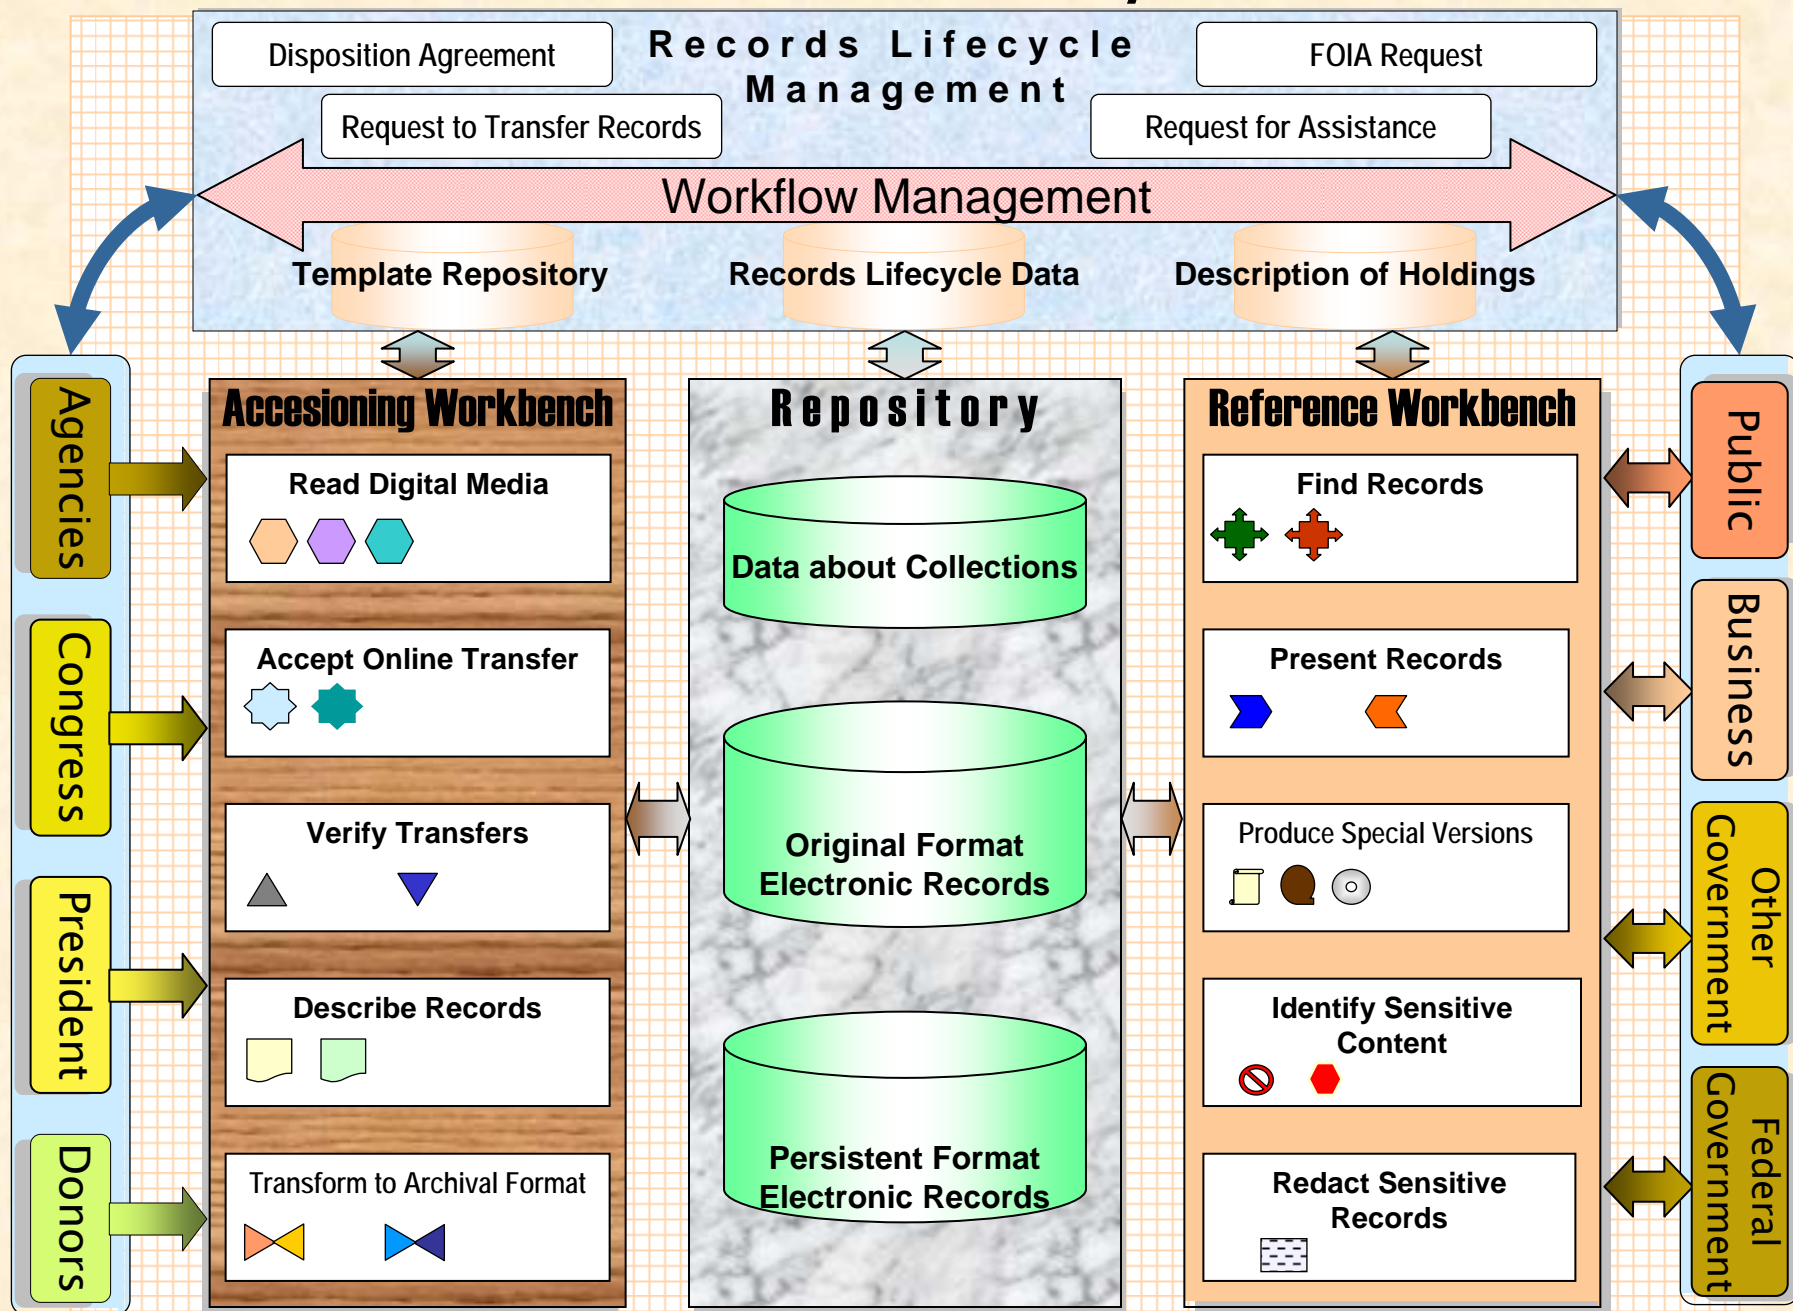 Records Lifecycle
Management
Disposition Agreement
FOIA Request
Request to Transfer Records
Request for Assistance
Workflow Management
Template Repository
Records Lifecycle Data
Description of Holdings
Agencies
Congress
President
Donors
Accesioning Workbench
Read Digital Media
Accept Online Transfer
Verify Transfers
Describe Records
Transform to Archival Format
Repository
Data about Collections
Original Format
Electronic Records
Persistent Format
Electronic Records
Reference Workbench
Find Records
Present Records
Produce Special Versions
Identify Sensitive
Content
Redact Sensitive
Records
Public
Business
Other
Government
Federal
Government